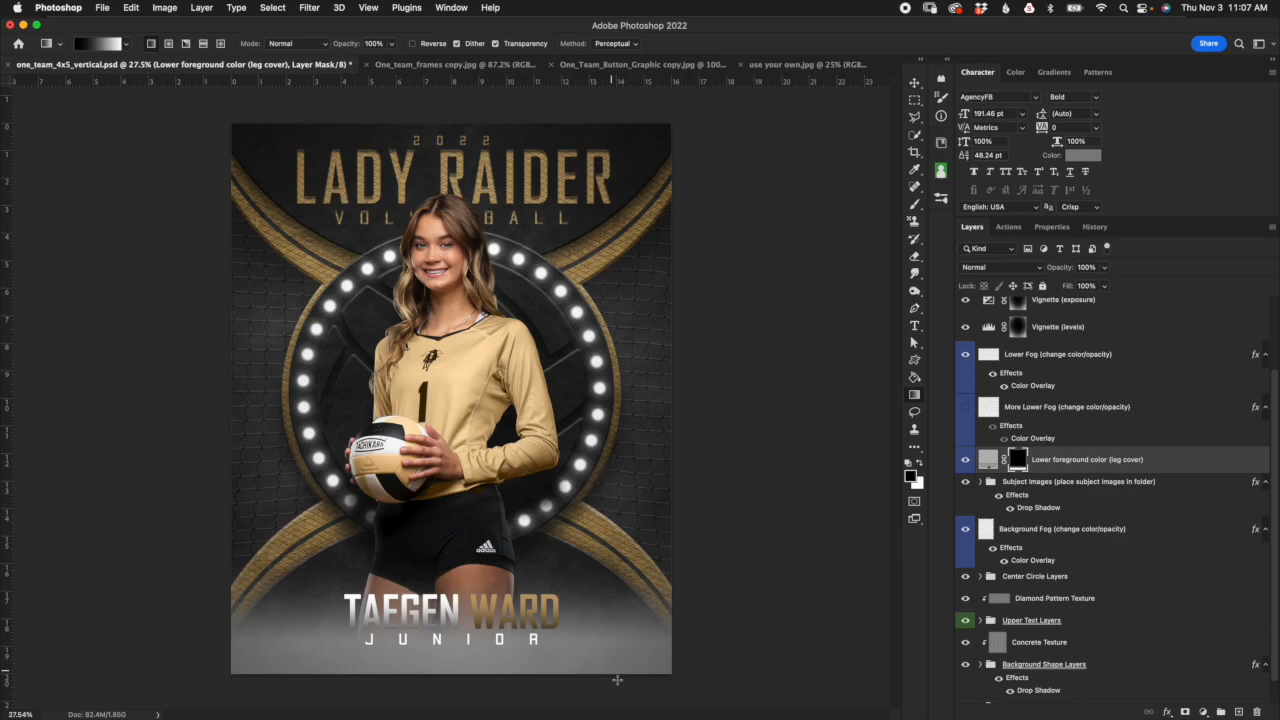 Photoshop File Edit Image Layer Type Select Filter 3D View Plugins Window Help Thu Nov 3 11:07 AM
Adobe Photoshop 2022
Mode: Normal Opacity: 100% Reverse Dither Transparency Method: Perceptual Share
one_team_4x5_vertical.psd @ 27.5% (Lower foreground color (leg cover), Layer Mask/8) * One_team_frames copy.jpg @ 87.2% (RGB... One_Team_Button_Graphic copy.jpg @ 100... use your own.jpg @ 25% (RGB...
Character Color Gradients Patterns
AgencyFB Bold
191.46 pt (Auto)
Metrics 0
100% 100%
48.24 pt Color:
English: USA Crisp
Layers Actions Properties History
Kind
Normal Opacity: 100%
Lock: Fill: 100%
Vignette (exposure)
Vignette (levels)
Lower Fog (change color/opacity)
Effects
Color Overlay
More Lower Fog (change color/opacity)
Effects
Color Overlay
Lower foreground color (leg cover)
Subject Images (place subject images in folder)
Effects
Drop Shadow
Background Fog (change color/opacity)
Effects
Color Overlay
Center Circle Layers
Diamond Pattern Texture
Upper Text Layers
Concrete Texture
Background Shape Layers
Effects
Drop Shadow
2022
LADY RAIDER
1
TACHIKARA
adidas
TAEGEN WARD
JUNIOR
27.54% Doc: 82.4M/1.85G